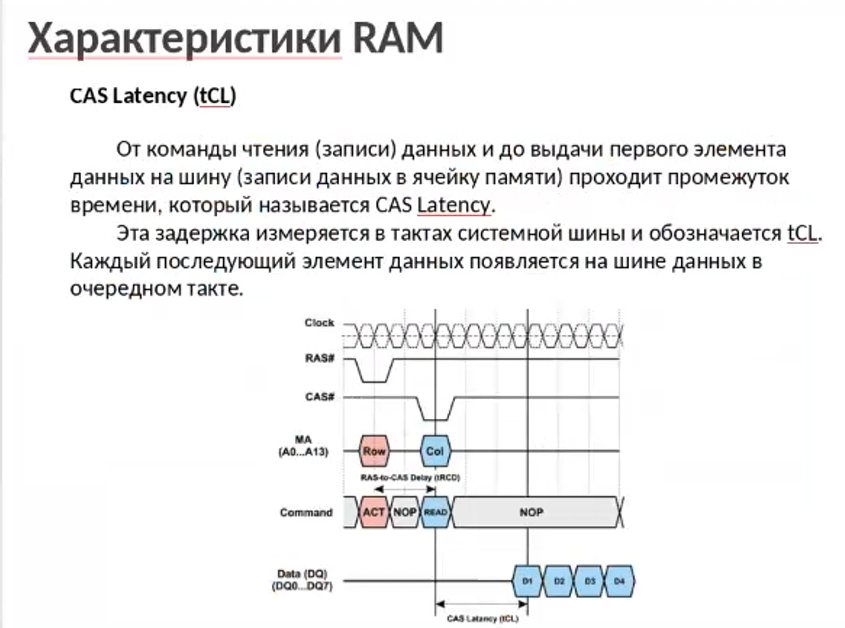 Характеристики RAM
CAS Latency (tCL)
От команды чтения (записи) данных и до выдачи первого элемента
данных на шину (записи данных в ячейку памяти) проходит промежуток
времени, который называется CAS Latency.
Эта задержка измеряется в тактах системной шины и обозначается tCL.
Каждый последующий элемент данных появляется на шине данных в
очередном такте.
Clock
RAS#
CAS#
MA
(A0...A13)
Row
Col
RAS-to-CAS Delay (tRCD)
Command
ACT
NOP
READ
NOP
Data (DQ)
(DQ0...DQ7)
D1
D2
D3
D4
CAS Latancy (tCL)